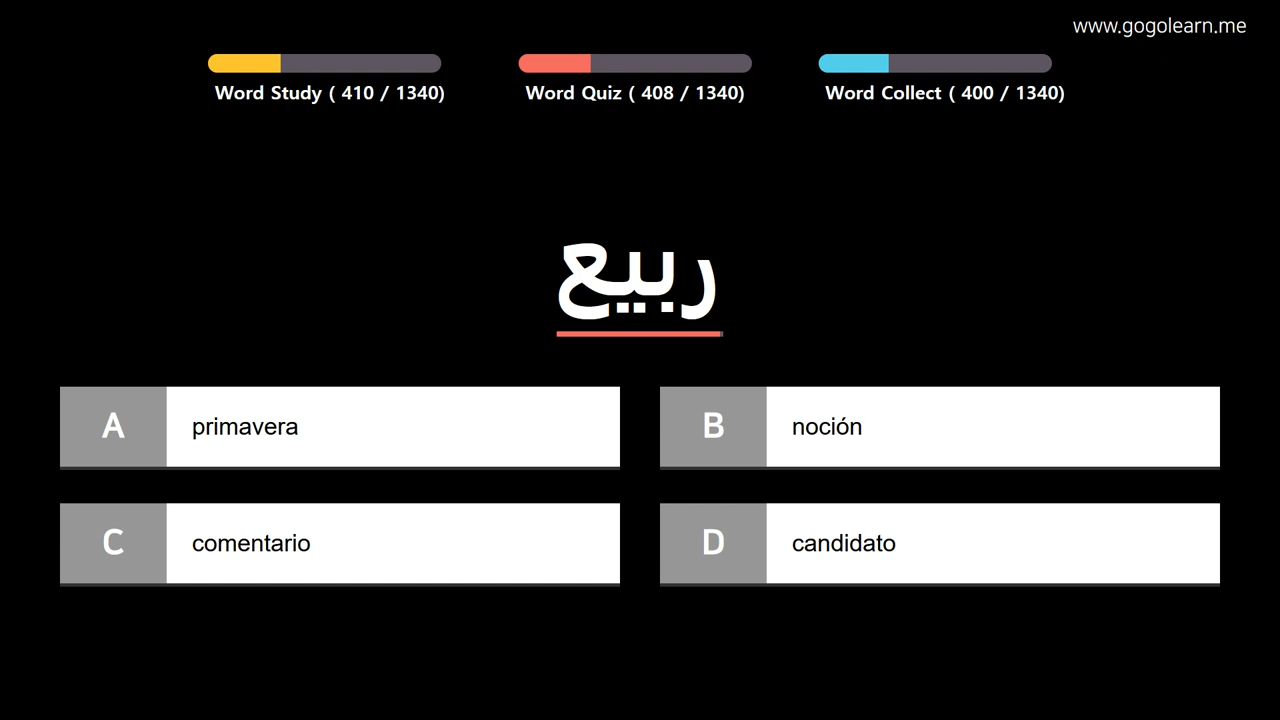 www.gogolearn.me
Word Study ( 410 / 1340)
Word Quiz ( 408 / 1340)
Word Collect ( 400 / 1340)
ربيع
A primavera
B noción
C comentario
D candidato